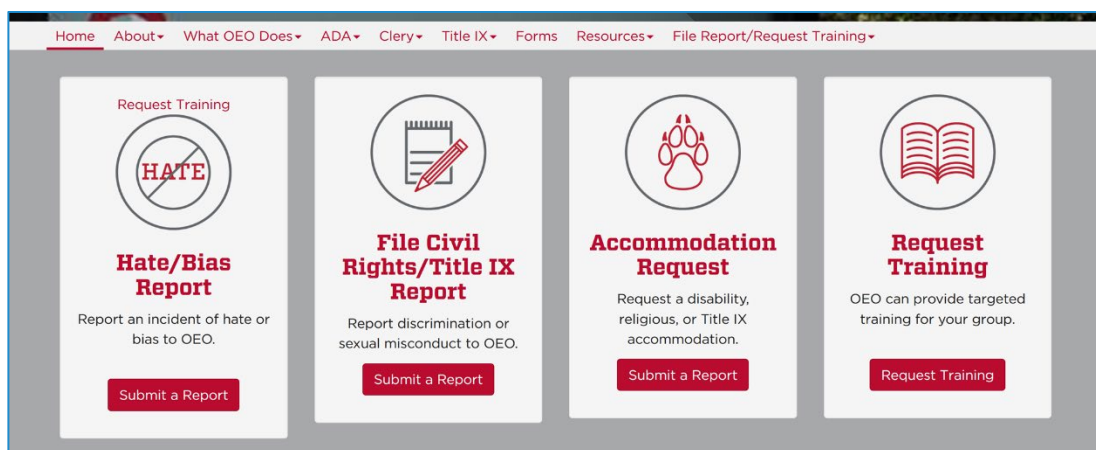 Home About What OEO Does ADA Clery Title IX Forms Resources File Report/Request Training
Request Training
HATE
Hate/Bias
Report
Report an incident of hate or
bias to OEO.
Submit a Report
File Civil
Rights/Title IX
Report
Report discrimination or
sexual misconduct to OEO.
Submit a Report
Accommodation
Request
Request a disability,
religious, or Title IX
accommodation.
Submit a Report
Request
Training
OEO can provide targeted
training for your group.
Request Training